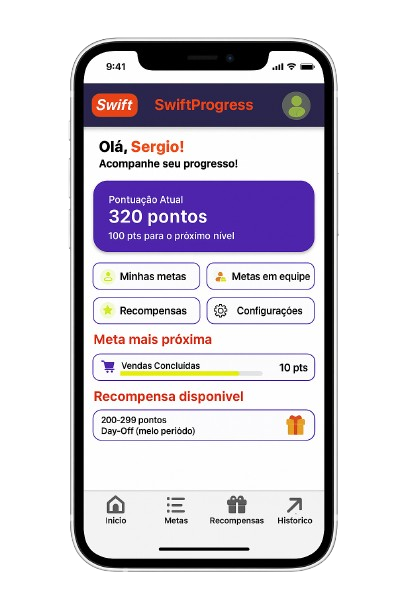 9:41
Swift SwiftProgress
Olá, Sergio!
Acompanhe seu progresso!
Pontuação Atual
320 pontos
100 pts para o próximo nível
Minhas metas
Metas em equipe
Recompensas
Configurações
Meta mais próxima
Vendas Concluídas 10 pts
Recompensa disponivel
200-299 pontos
Day-Off (meio periódo)
Inicio Metas Recompensas Historico